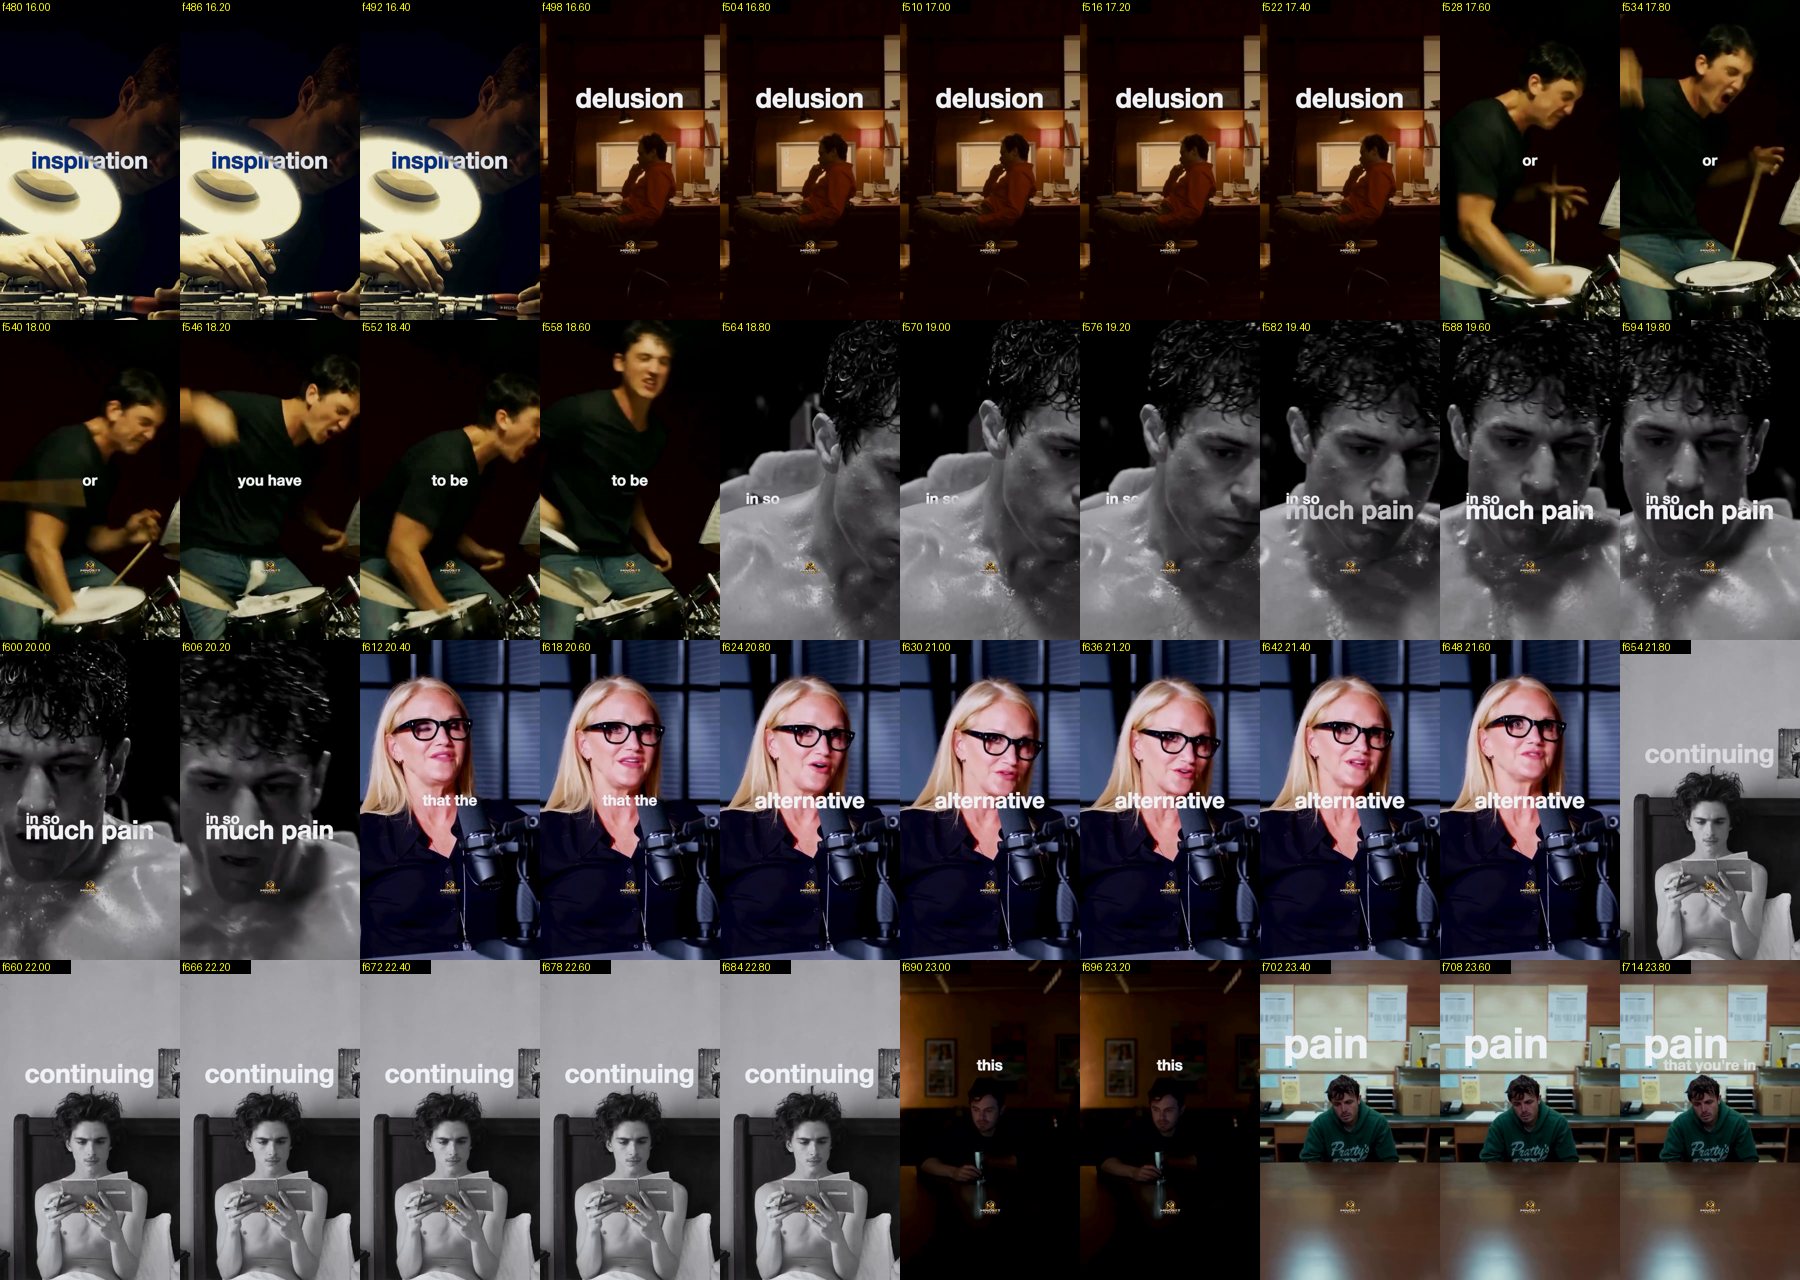 f480 16.00
f486 16.20
f492 16.40
f498 16.60
f504 16.80
f510 17.00
f516 17.20
f522 17.40
f528 17.60
f534 17.80
inspiration
inspiration
inspiration
delusion
delusion
delusion
delusion
delusion
or
or
f540 18.00
f546 18.20
f552 18.40
f558 18.60
f564 18.80
f570 19.00
f576 19.20
f582 19.40
f588 19.60
f594 19.80
or
you have
to be
to be
in so
in so
in so
in so
much pain
in so
much pain
in so
much pain
f600 20.00
f606 20.20
f612 20.40
f618 20.60
f624 20.80
f630 21.00
f636 21.20
f642 21.40
f648 21.60
f654 21.80
in so
much pain
in so
much pain
that the
that the
alternative
alternative
alternative
alternative
alternative
continuing
f660 22.00
f666 22.20
f672 22.40
f678 22.60
f684 22.80
f690 23.00
f696 23.20
f702 23.40
f708 23.60
f714 23.80
continuing
continuing
continuing
continuing
continuing
this
this
pain
pain
pain
that you're in
Pratty's
Pratty's
Pratty's